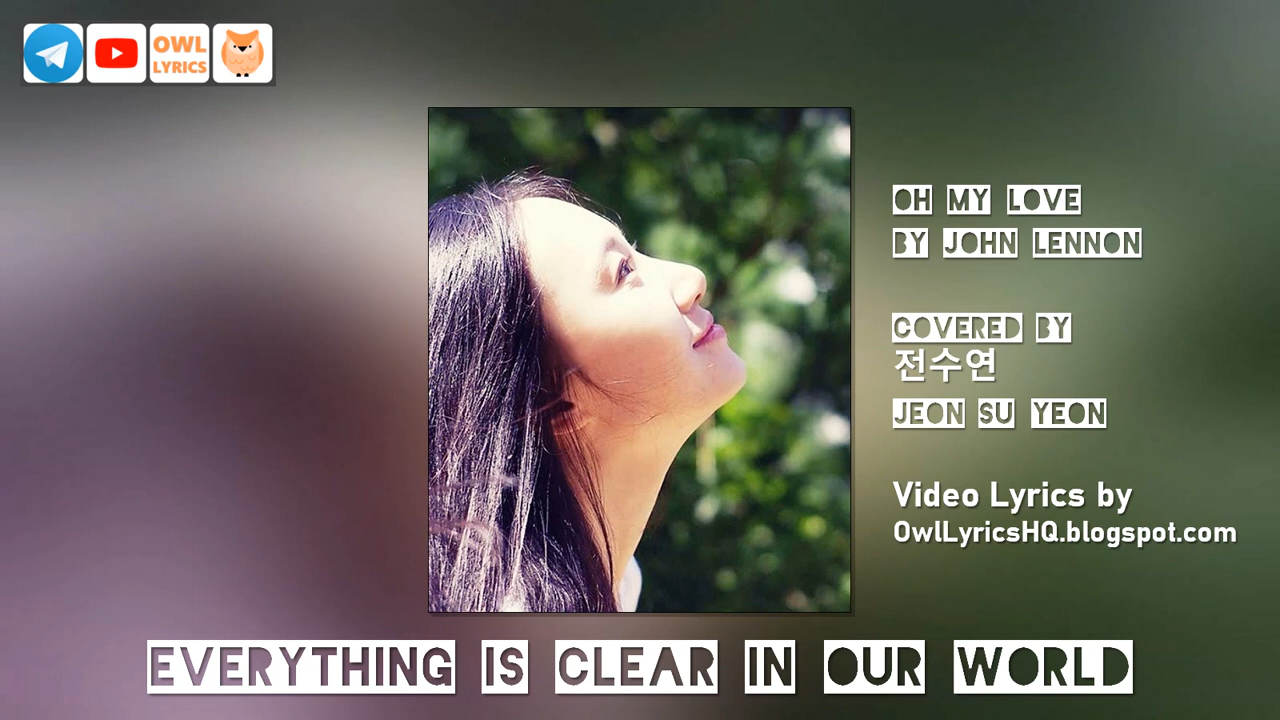 OWL
LYRICS
OH MY LOVE
BY JOHN LENNON
COVERED BY
전수연
JEON SU YEON
Video Lyrics by
OwlLyricsHQ.blogspot.com
EVERYTHING IS CLEAR IN OUR WORLD